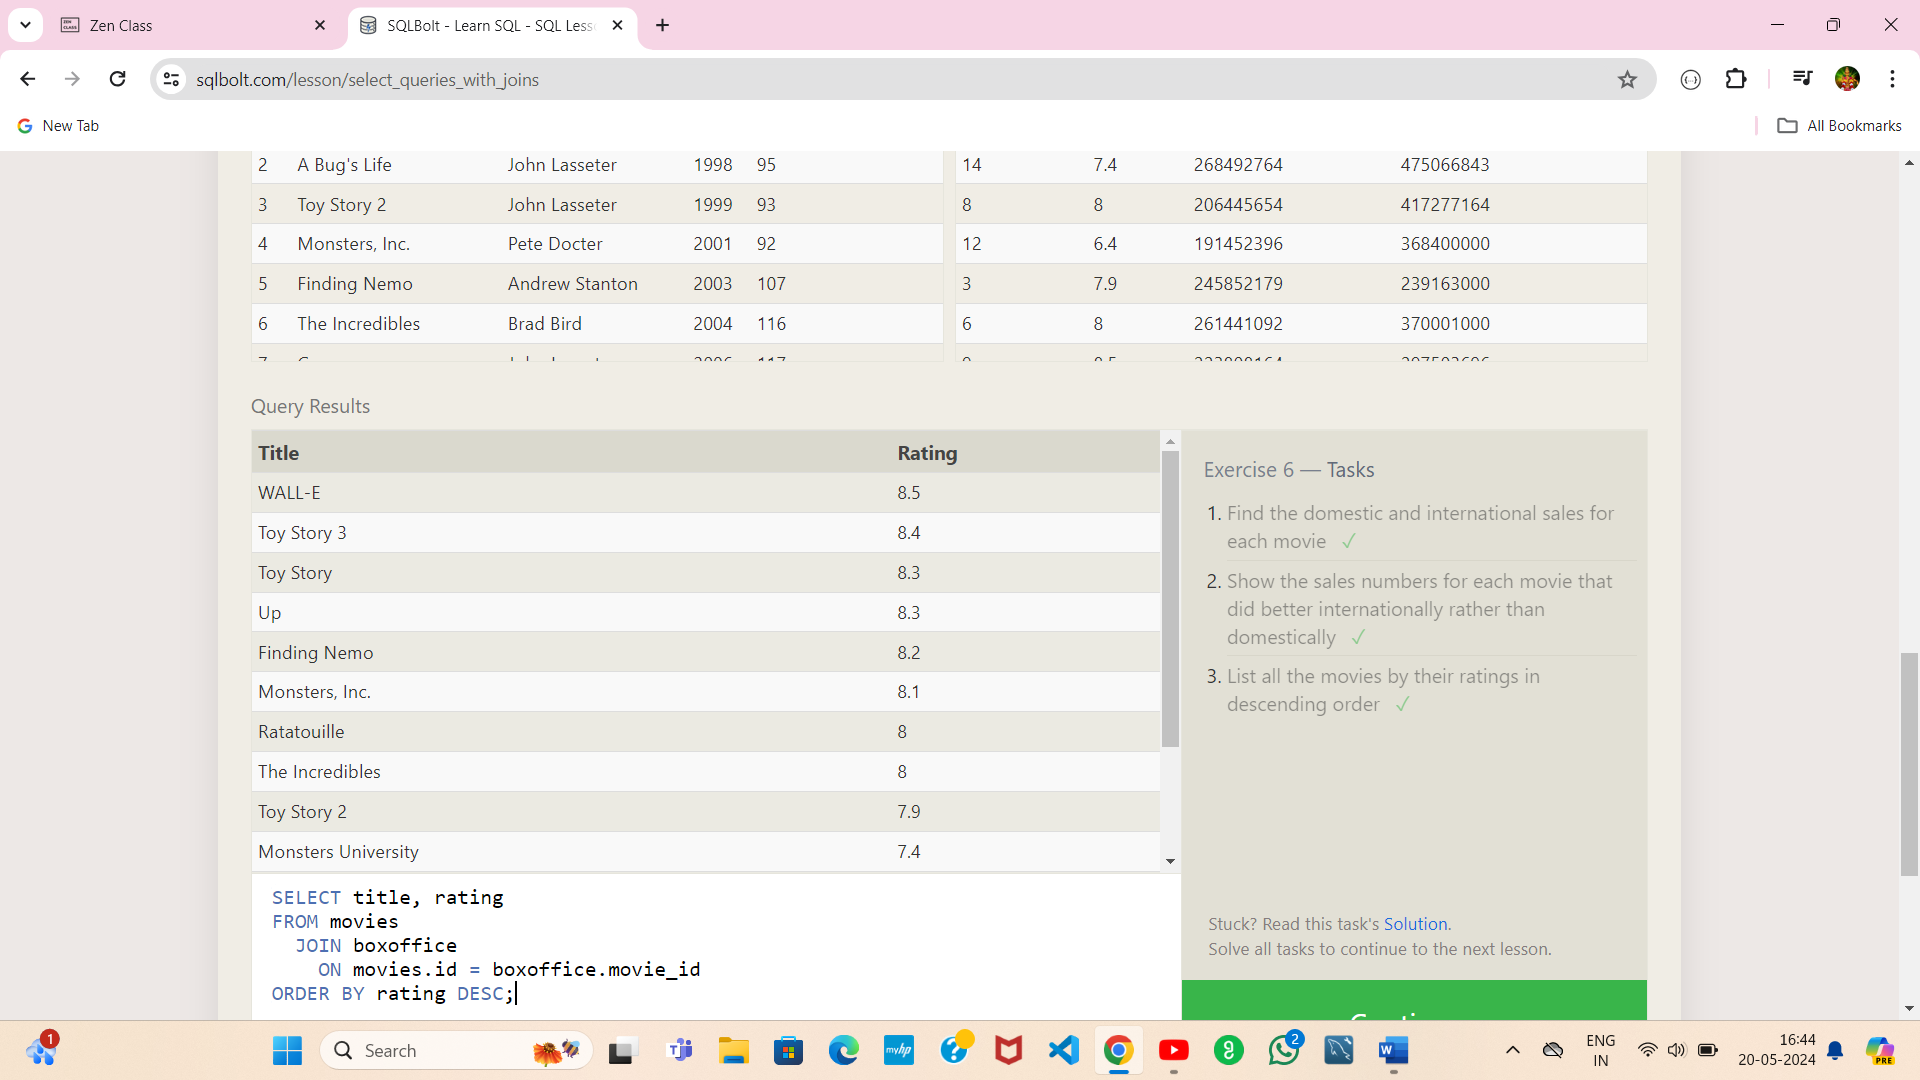 Zen Class
SQLBolt - Learn SQL - SQL Less
sqlbolt.com/lesson/select_queries_with_joins
New Tab
All Bookmarks
2 A Bug's Life John Lasseter 1998 95
14 7.4 268492764 475066843
3 Toy Story 2 John Lasseter 1999 93
8 8 206445654 417277164
4 Monsters, Inc. Pete Docter 2001 92
12 6.4 191452396 368400000
5 Finding Nemo Andrew Stanton 2003 107
3 7.9 245852179 239163000
6 The Incredibles Brad Bird 2004 116
6 8 261441092 370001000
Query Results
Title Rating
WALL-E 8.5
Toy Story 3 8.4
Toy Story 8.3
Up 8.3
Finding Nemo 8.2
Monsters, Inc. 8.1
Ratatouille 8
The Incredibles 8
Toy Story 2 7.9
Monsters University 7.4
Exercise 6 — Tasks
1. Find the domestic and international sales for
each movie ✓
2. Show the sales numbers for each movie that
did better internationally rather than
domestically ✓
3. List all the movies by their ratings in
descending order ✓
Stuck? Read this task's Solution.
Solve all tasks to continue to the next lesson.
SELECT title, rating
FROM movies
JOIN boxoffice
ON movies.id = boxoffice.movie_id
ORDER BY rating DESC;
1
Search
myhp
2
ENG
IN
16:44
20-05-2024
PRE